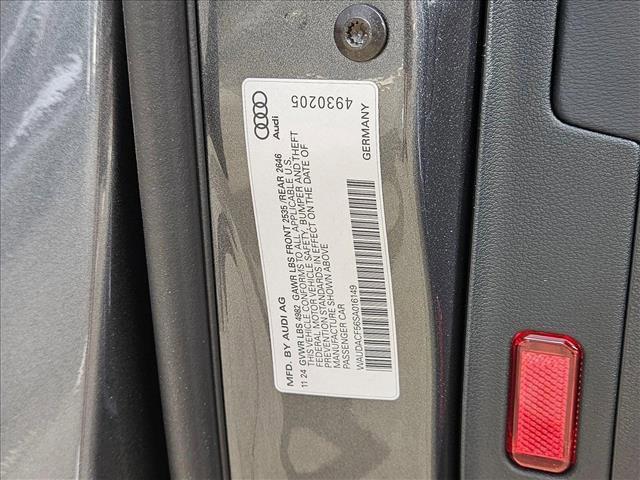 Audi
4930205
MFD. BY AUDI AG
11 24 GVWR LBS 4982 GAWR LBS FRONT 2535 /REAR 2646
THIS VEHICLE CONFORMS TO ALL APPLICABLE U.S.
FEDERAL MOTOR VEHICLE SAFETY, BUMPER AND THEFT
PREVENTION STANDARDS IN EFFECT ON THE DATE OF
MANUFACTURE SHOWN ABOVE
PASSENGER CAR
GERMANY
WAUDACF56SA016149